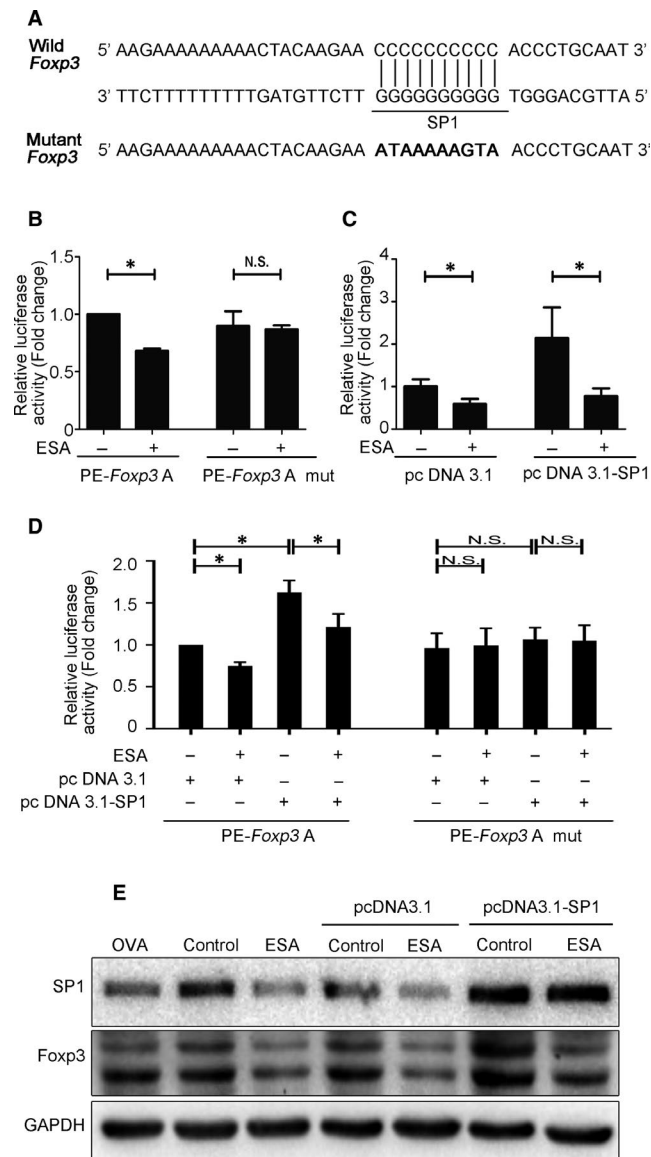 A
Wild Foxp3
5' AAGAAAAAAAAACTACAAGAA CCCCCCCCCC ACCCTGCAAT 3'
3' TTCTTTTTTTTTGATGTTCTT GGGGGGGGGG TGGGACGTTA 5'
SP1
Mutant Foxp3
5' AAGAAAAAAAAACTACAAGAA ATAAAAAGTA ACCCTGCAAT 3'
B
Relative luciferase activity (Fold change)
1.5
1.0
0.5
0
* N.S.
ESA – + – +
PE-Foxp3 A PE-Foxp3 A mut
C
Relative luciferase activity (Fold change)
4
2
1
0
* *
ESA – + – +
pc DNA 3.1 pc DNA 3.1-SP1
D
Relative luciferase activity (Fold change)
2.0
1.5
1.0
0.5
0
* * N.S. N.S.
* N.S.
ESA – + – + – + – +
pc DNA 3.1 + + – – + + – –
pc DNA 3.1-SP1 – – + + – – + +
PE-Foxp3 A PE-Foxp3 A mut
E
pcDNA3.1 pcDNA3.1-SP1
OVA Control ESA Control ESA Control ESA
SP1
Foxp3
GAPDH